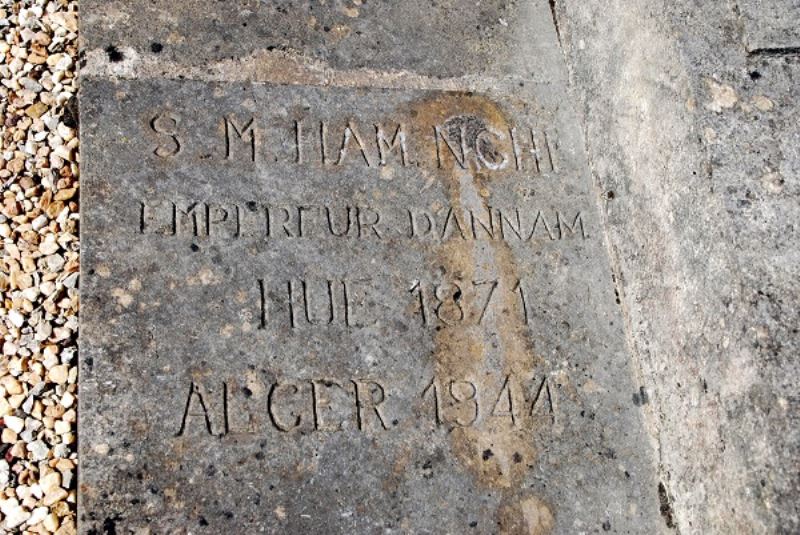 S.M. HAM NGHI
EMPEREUR D'ANNAM
HUE 1871
ALGER 1944